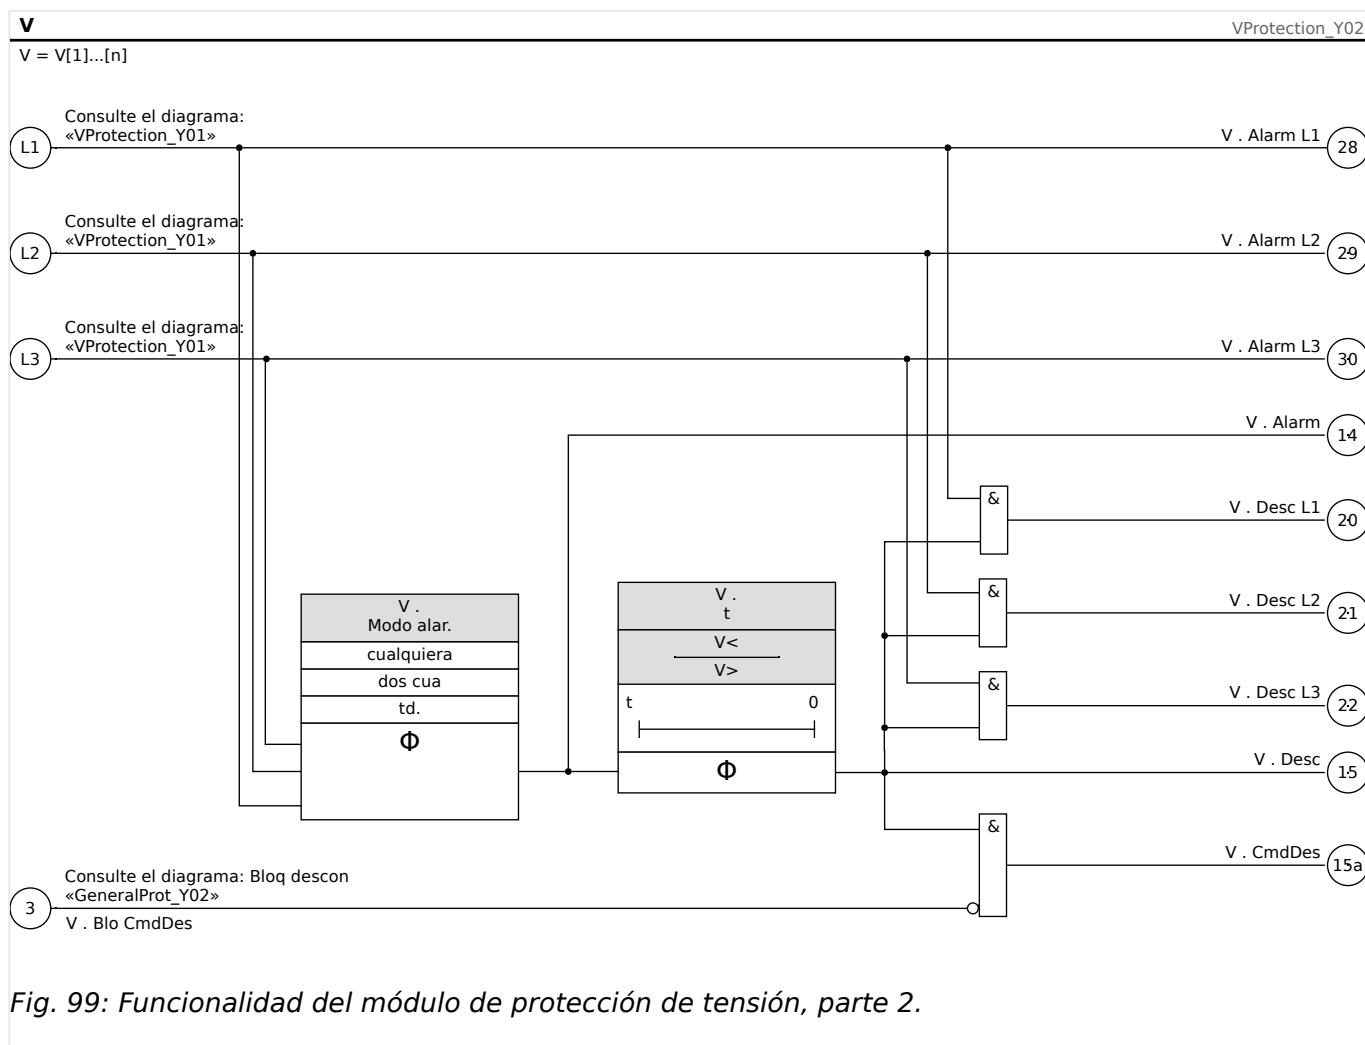 V
VProtection_Y02
V = V[1]...[n]
Consulte el diagrama:
«VProtection_Y01»
L1
V . Alarm L1
28
Consulte el diagrama:
«VProtection_Y01»
L2
V . Alarm L2
29
Consulte el diagrama:
«VProtection_Y01»
L3
V . Alarm L3
30
V . Alarm
14
&
V . Desc L1
20
&
V . Desc L2
21
&
V . Desc L3
22
V .
Modo alar.
cualquiera
dos cua
td.
Φ
V .
t
V<
V>
t 0
Φ
V . Desc
15
&
V . CmdDes
15a
Consulte el diagrama: Bloq descon
«GeneralProt_Y02»
3
V . Blo CmdDes
Fig. 99: Funcionalidad del módulo de protección de tensión, parte 2.